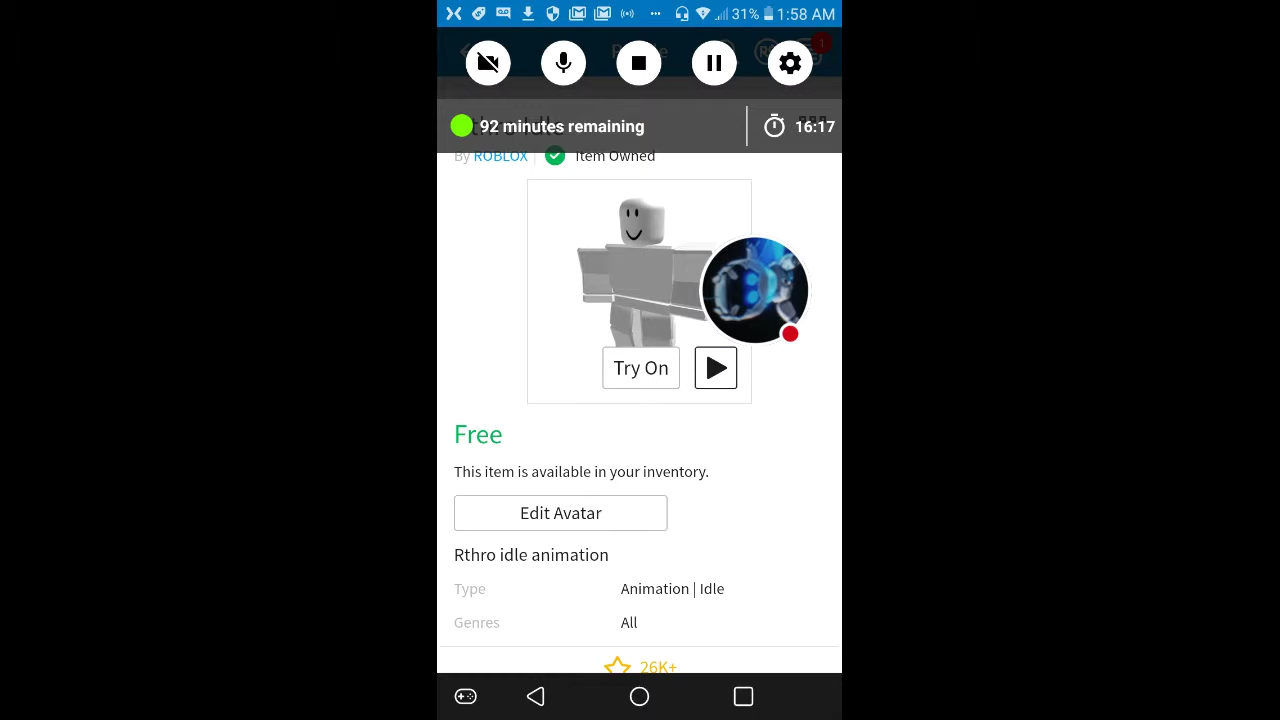 31% 1:58 AM
92 minutes remaining 16:17
By ROBLOX Item Owned
Try On
Free
This item is available in your inventory.
Edit Avatar
Rthro idle animation
Type Animation | Idle
Genres All
26K+